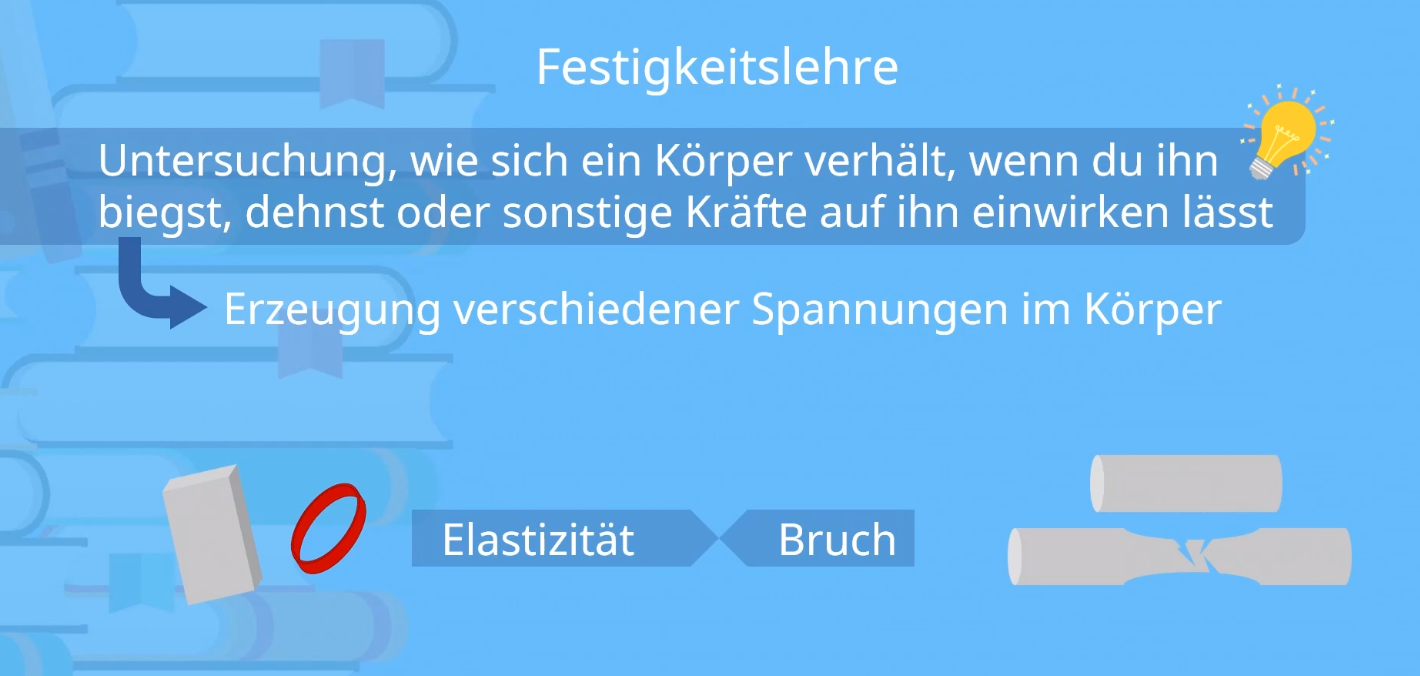 Festigkeitslehre
Untersuchung, wie sich ein Körper verhält, wenn du ihn
biegst, dehnst oder sonstige Kräfte auf ihn einwirken lässt
Erzeugung verschiedener Spannungen im Körper
Elastizität
Bruch